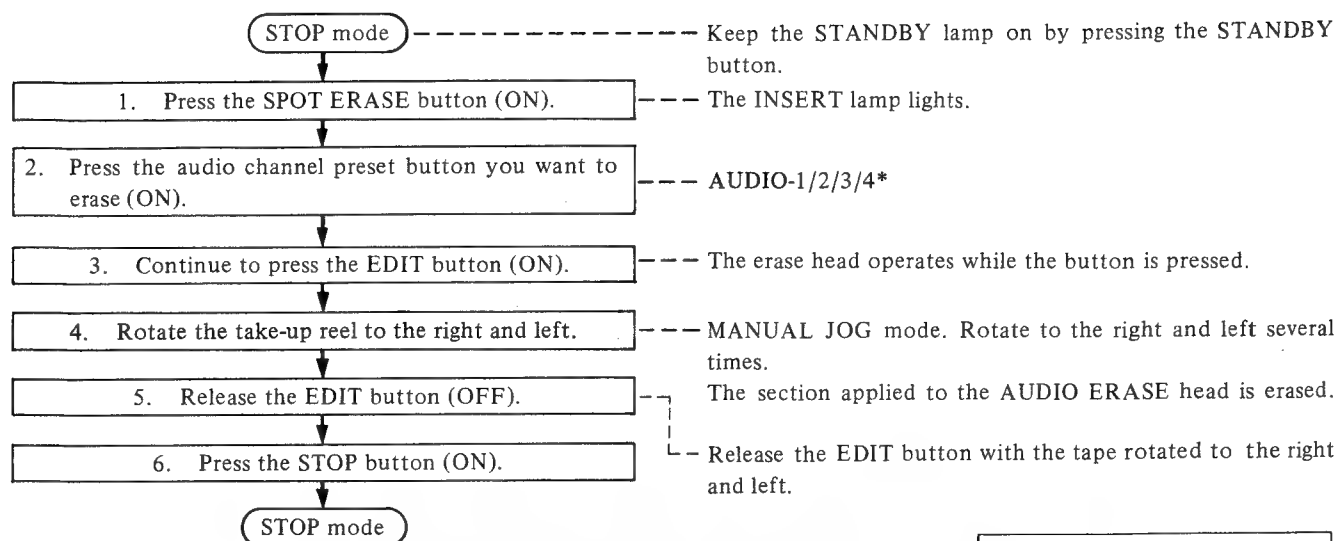 STOP mode
Keep the STANDBY lamp on by pressing the STANDBY
button.
1. Press the SPOT ERASE button (ON).
The INSERT lamp lights.
2. Press the audio channel preset button you want to
erase (ON).
AUDIO-1/2/3/4*
3. Continue to press the EDIT button (ON).
The erase head operates while the button is pressed.
4. Rotate the take-up reel to the right and left.
MANUAL JOG mode. Rotate to the right and left several
times.
The section applied to the AUDIO ERASE head is erased.
5. Release the EDIT button (OFF).
Release the EDIT button with the tape rotated to the right
and left.
6. Press the STOP button (ON).
STOP mode